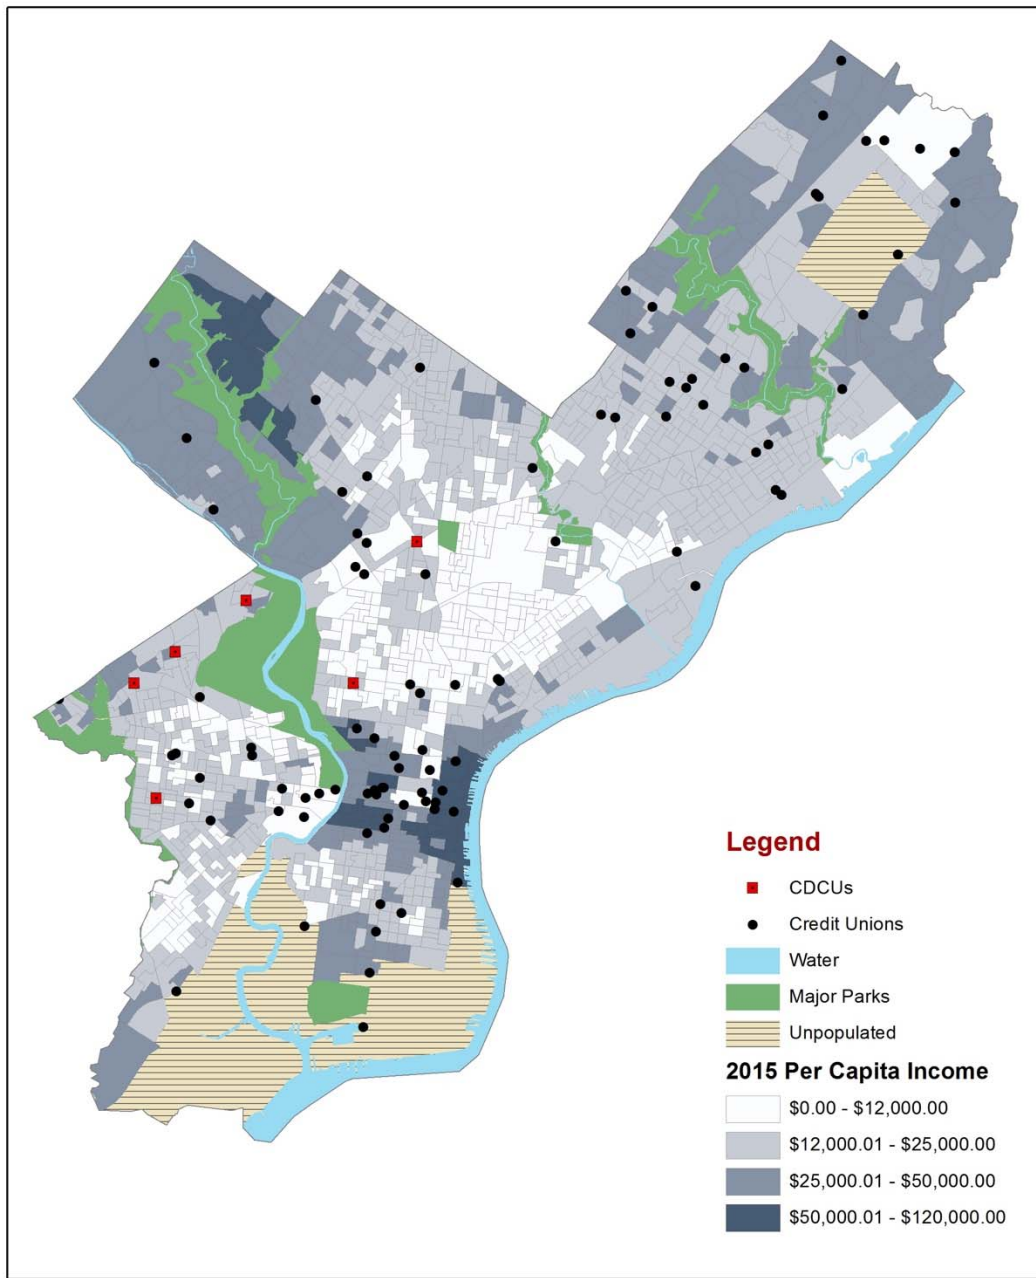 Legend
CDCUs
Credit Unions
Water
Major Parks
Unpopulated
2015 Per Capita Income
$0.00 - $12,000.00
$12,000.01 - $25,000.00
$25,000.01 - $50,000.00
$50,000.01 - $120,000.00